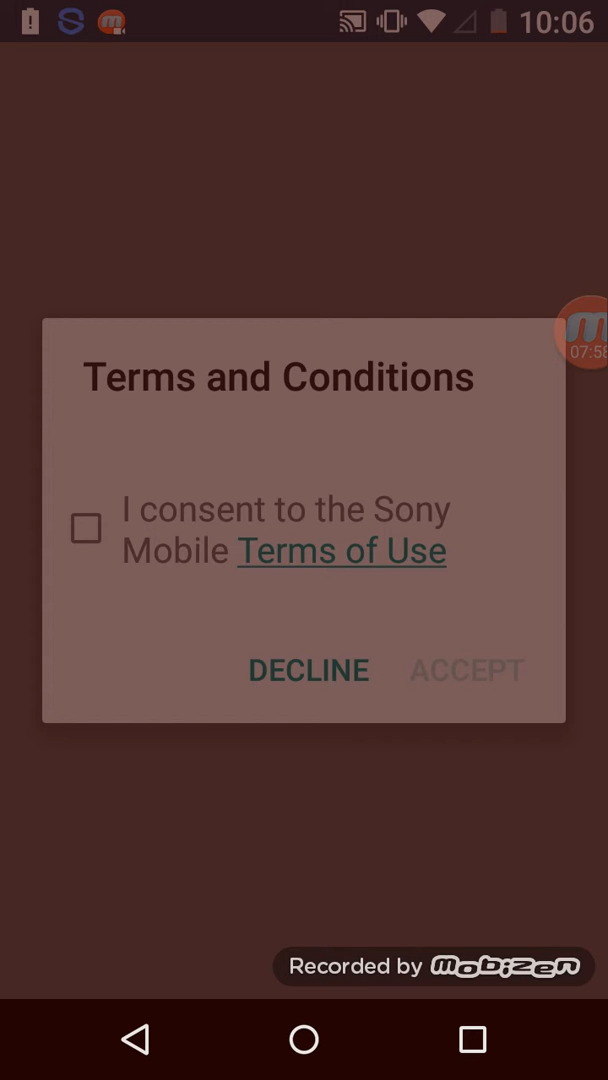 10:06
Terms and Conditions
07:58
I consent to the Sony
Mobile Terms of Use
DECLINE ACCEPT
Recorded by mobizen